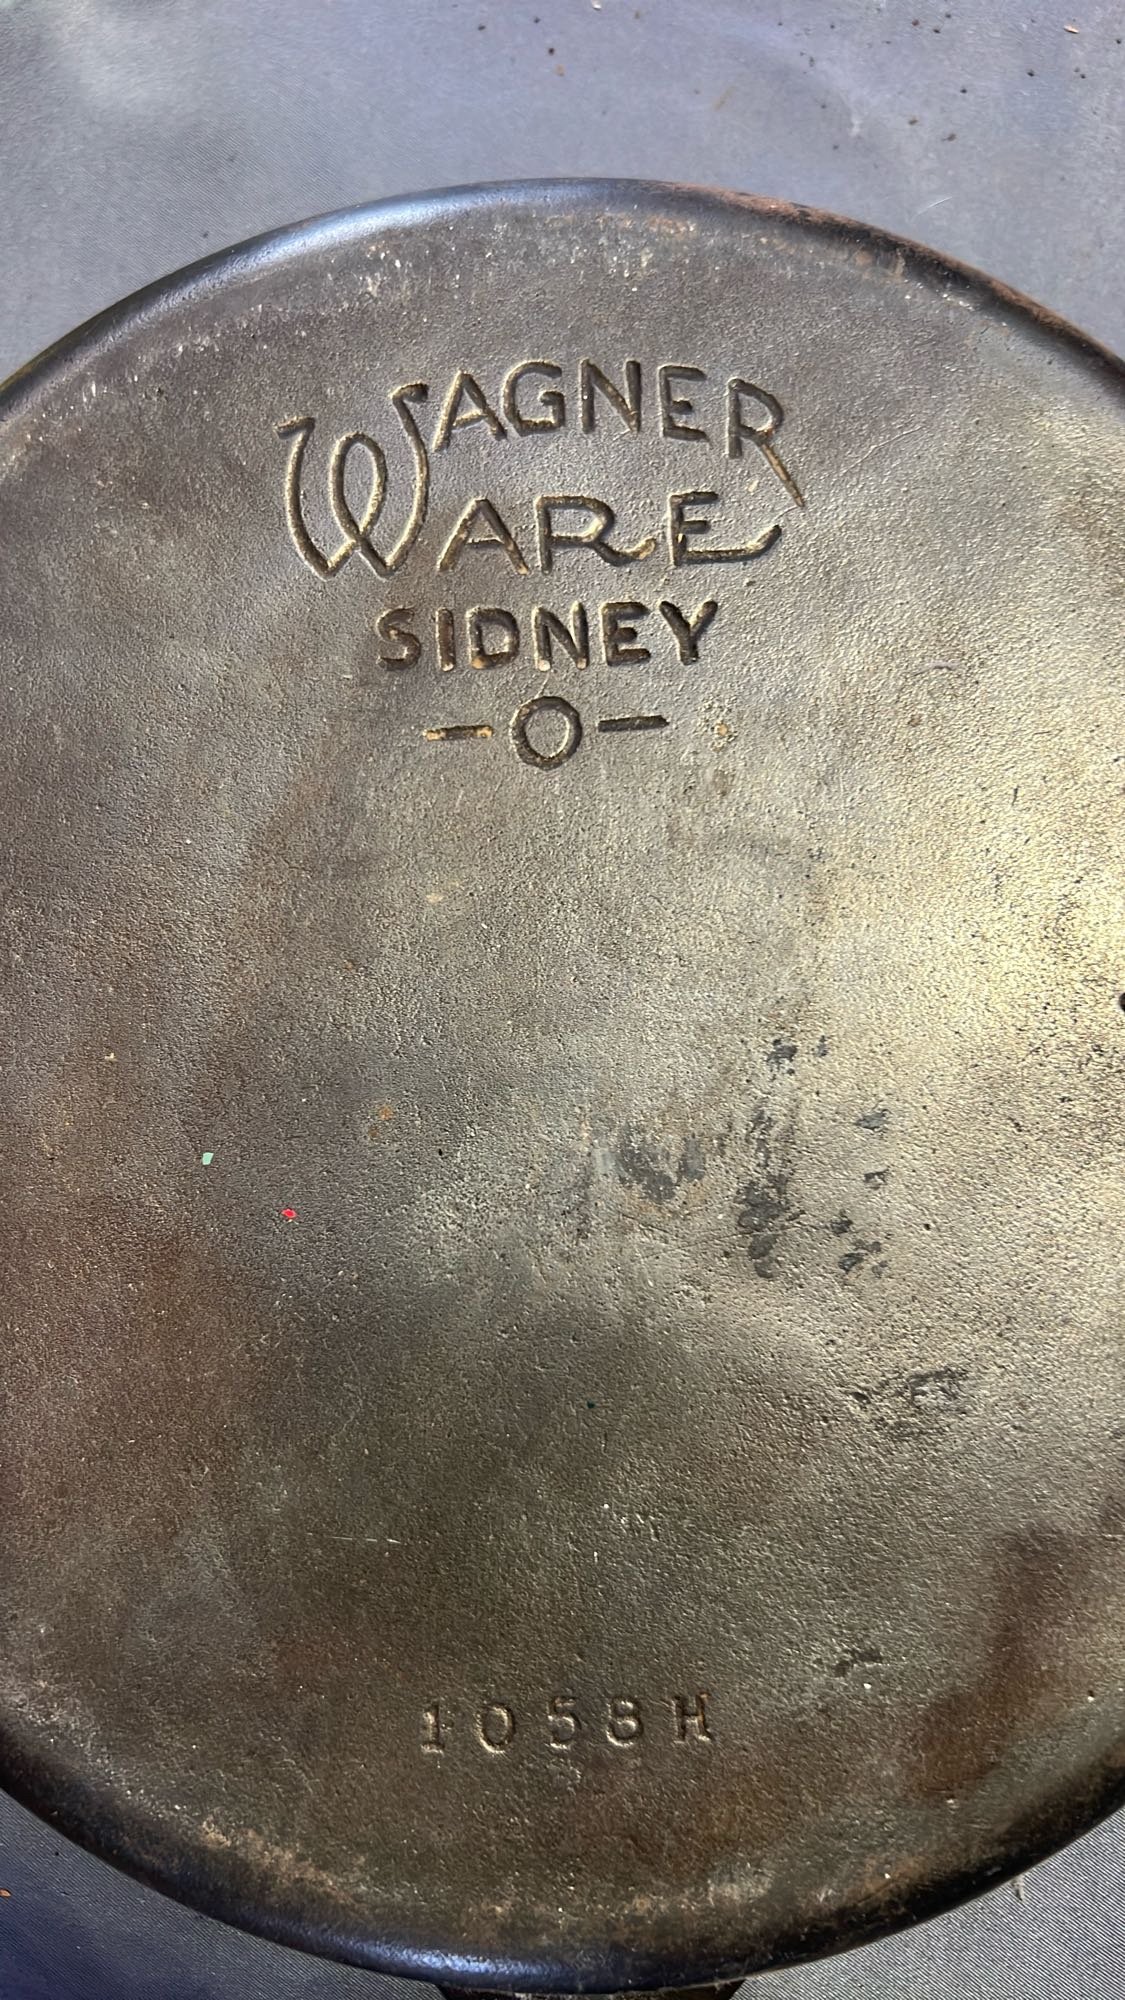 WAGNER
WARE
SIDNEY
-O-
1058H